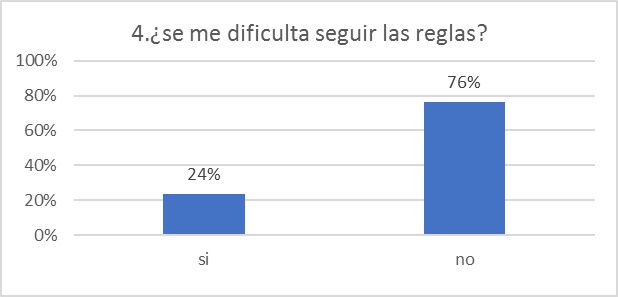 4.¿se me dificulta seguir las reglas?
100%
80%
60%
40%
20%
0%
24%
76%
si
no